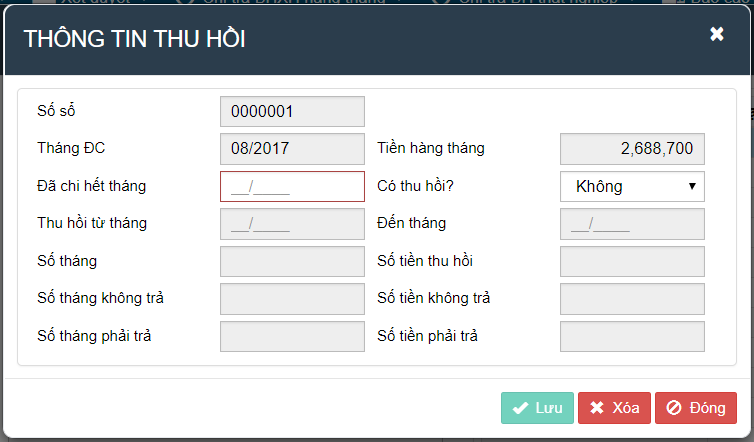 THÔNG TIN THU HỒI
Số sổ 0000001
Tháng ĐC 08/2017 Tiền hàng tháng 2,688,700
Đã chi hết tháng __/____ Có thu hồi? Không
Thu hồi từ tháng __/____ Đến tháng __/____
Số tháng Số tiền thu hồi
Số tháng không trả Số tiền không trả
Số tháng phải trả Số tiền phải trả
Lưu Xóa Đóng